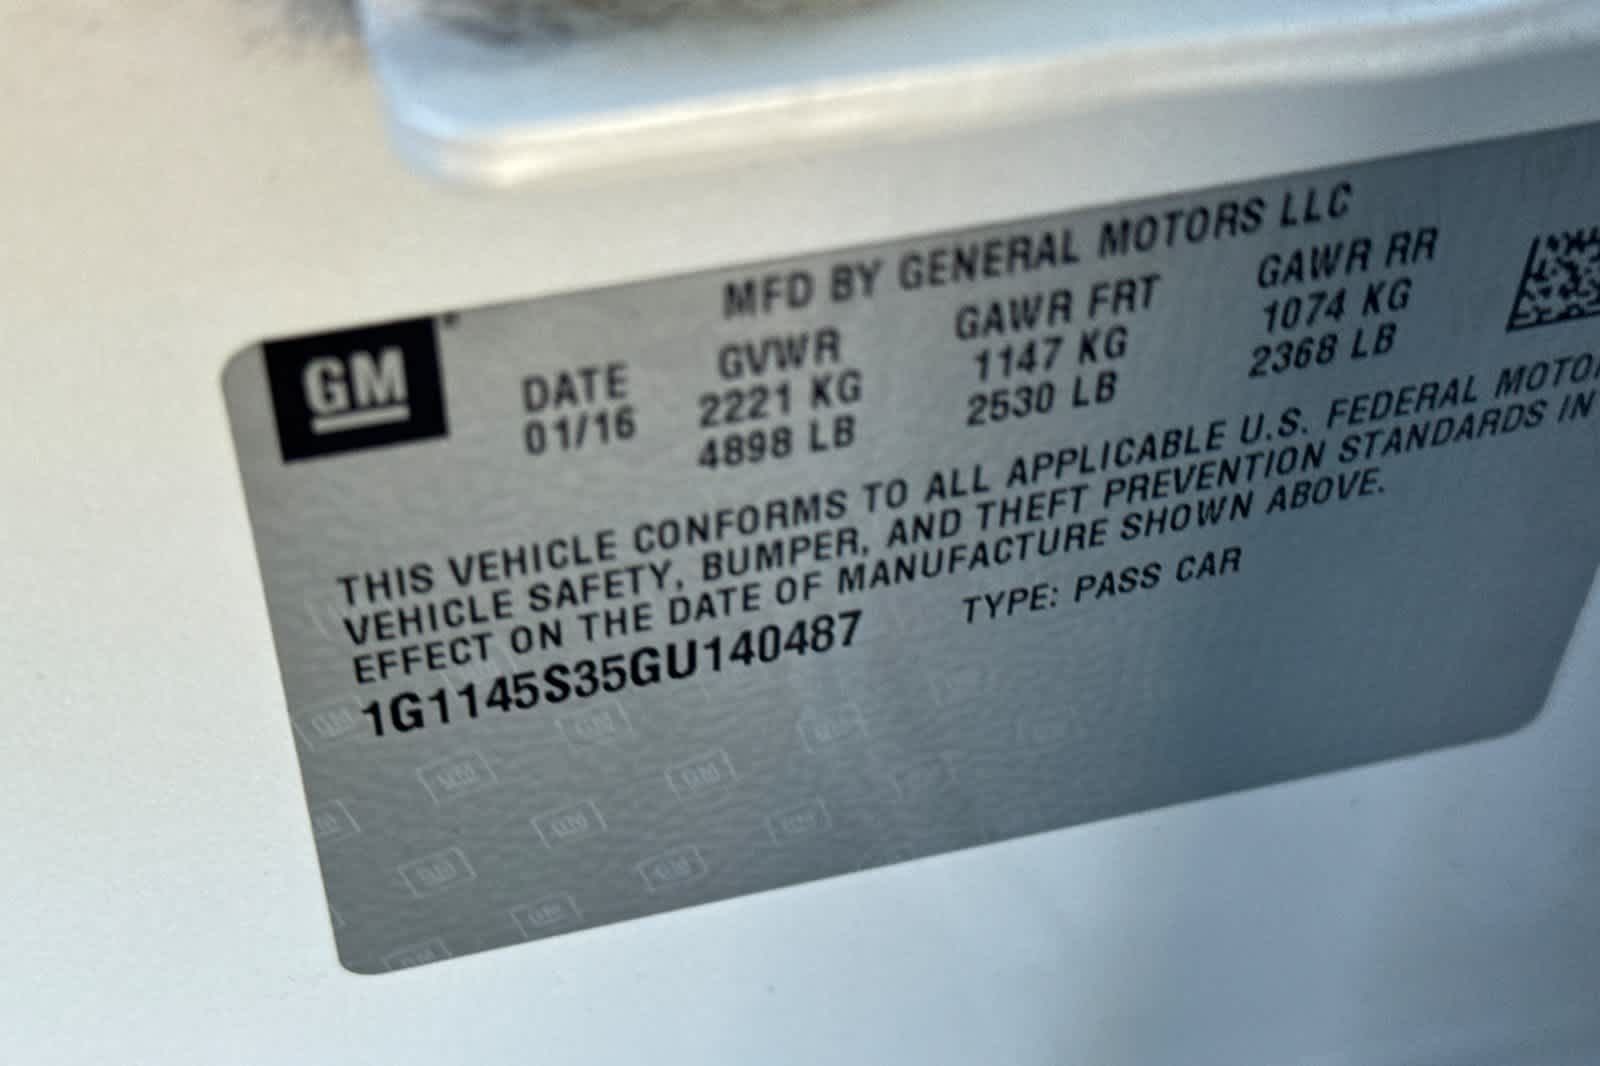 MFD BY GENERAL MOTORS LLC
GM
DATE GVWR GAWR FRT GAWR RR
01/16 2221 KG 1147 KG 1074 KG
4898 LB 2530 LB 2368 LB
THIS VEHICLE CONFORMS TO ALL APPLICABLE U.S. FEDERAL MOTO
VEHICLE SAFETY, BUMPER, AND THEFT PREVENTION STANDARDS IN
EFFECT ON THE DATE OF MANUFACTURE SHOWN ABOVE.
1G1145S35GU140487 TYPE: PASS CAR